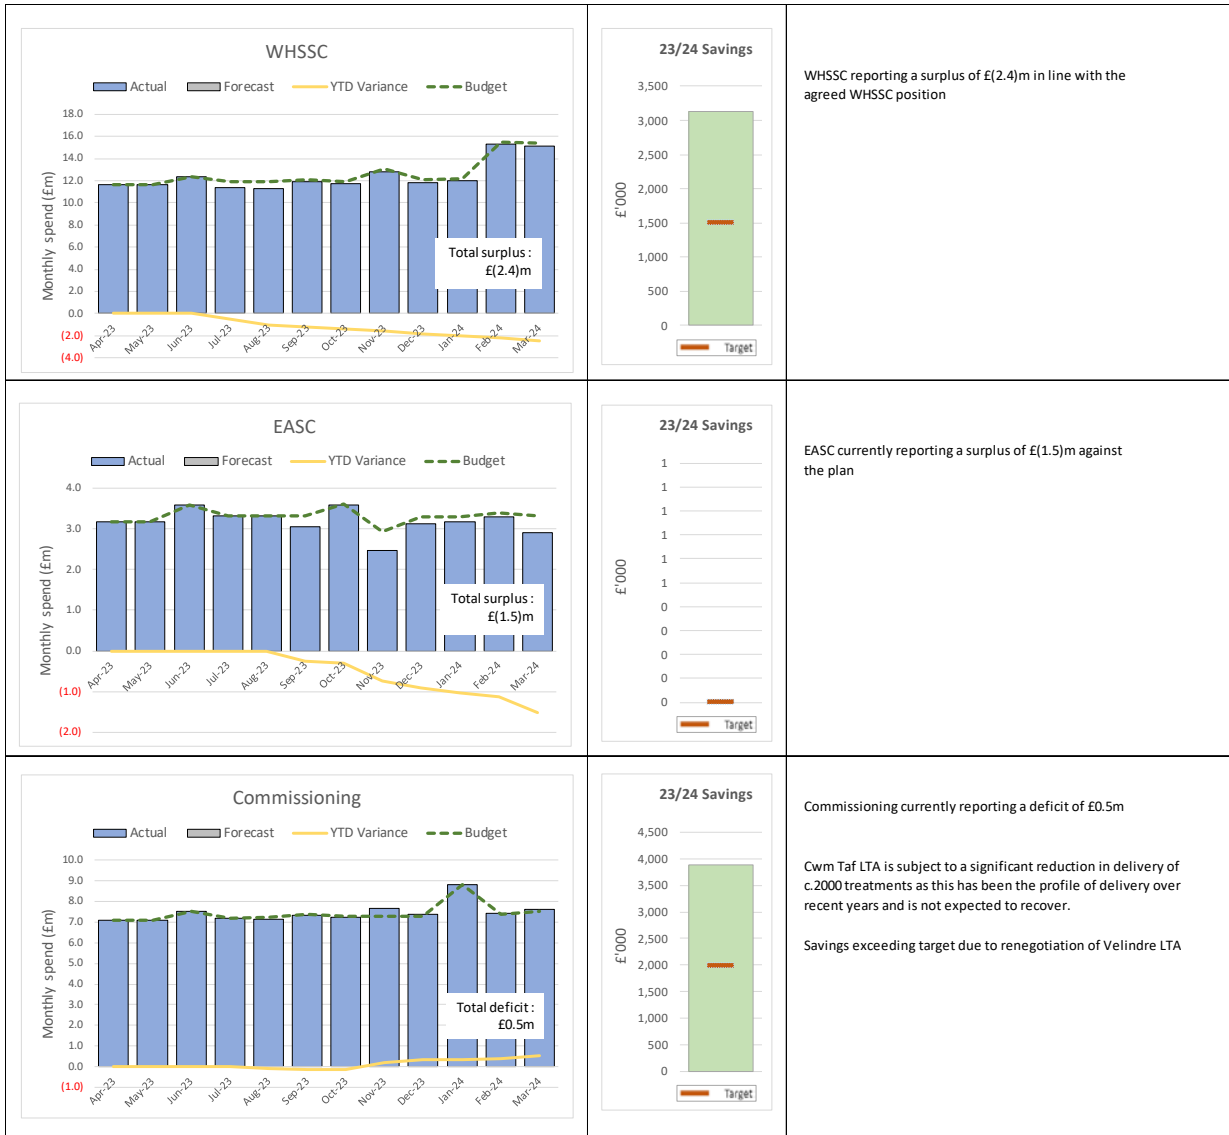 WHSSC
Actual Forecast YTD Variance Budget
Monthly spend (£m)
18.0
16.0
14.0
12.0
10.0
8.0
6.0
4.0
2.0
0.0
(2.0)
(4.0)
Total surplus :
£(2.4)m
Apr-23 May-23 Jun-23 Jul-23 Aug-23 Sep-23 Oct-23 Nov-23 Dec-23 Jan-24 Feb-24 Mar-24
23/24 Savings
£'000
3,500
3,000
2,500
2,000
1,500
1,000
500
0
Target
WHSSC reporting a surplus of £(2.4)m in line with the
agreed WHSSC position
EASC
Actual Forecast YTD Variance Budget
Monthly spend (£m)
4.0
3.0
2.0
1.0
0.0
(1.0)
(2.0)
Total surplus :
£(1.5)m
Apr-23 May-23 Jun-23 Jul-23 Aug-23 Sep-23 Oct-23 Nov-23 Dec-23 Jan-24 Feb-24 Mar-24
23/24 Savings
£'000
1
1
1
1
1
1
0
0
0
0
0
Target
EASC currently reporting a surplus of £(1.5)m against
the plan
Commissioning
Actual Forecast YTD Variance Budget
Monthly spend (£m)
10.0
9.0
8.0
7.0
6.0
5.0
4.0
3.0
2.0
1.0
0.0
(1.0)
Total deficit :
£0.5m
Apr-23 May-23 Jun-23 Jul-23 Aug-23 Sep-23 Oct-23 Nov-23 Dec-23 Jan-24 Feb-24 Mar-24
23/24 Savings
£'000
4,500
4,000
3,500
3,000
2,500
2,000
1,500
1,000
500
0
Target
Commissioning currently reporting a deficit of £0.5m
Cwm Taf LTA is subject to a significant reduction in delivery of
c.2000 treatments as this has been the profile of delivery over
recent years and is not expected to recover.
Savings exceeding target due to renegotiation of Velindre LTA